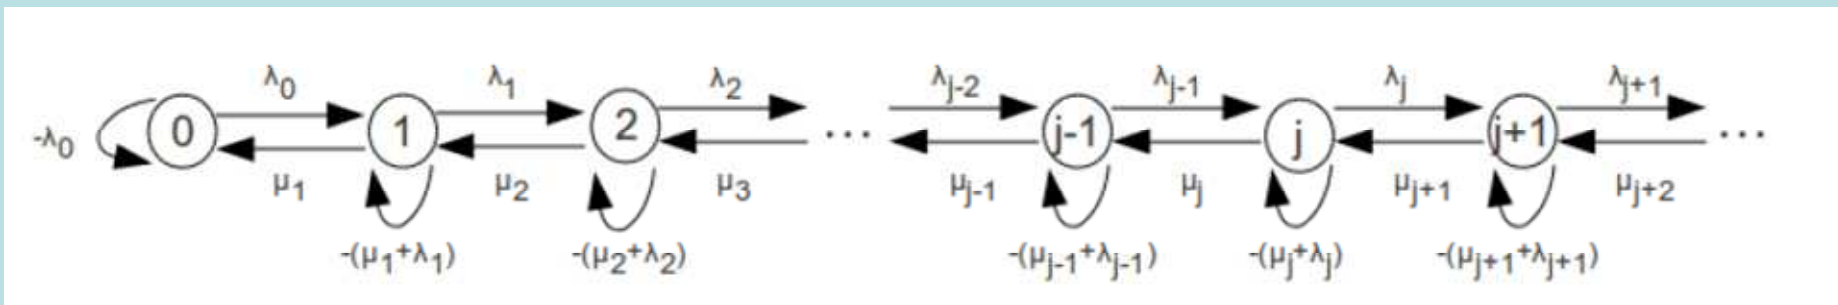 λ0 λ1 λ2 λj-2 λj-1 λj λj+1
-λ0 0 1 2 ... j-1 j j+1 ...
μ1 μ2 μ3 μj-1 μj μj+1 μj+2
-(μ1+λ1) -(μ2+λ2) -(μj-1+λj-1) -(μj+λj) -(μj+1+λj+1)